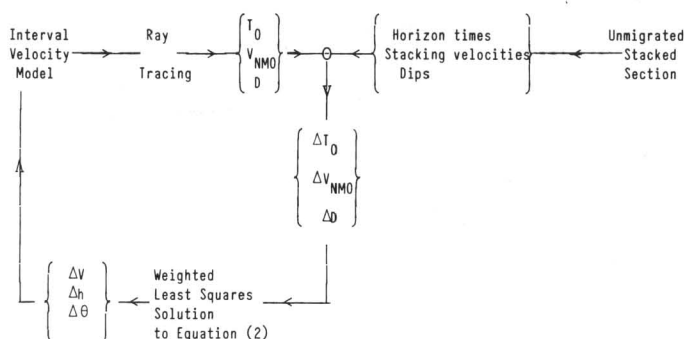 Interval
Velocity
Model
Ray
Tracing
T0
VNMO
D
Horizon times
Stacking velocities
Dips
Unmigrated
Stacked
Section
ΔT0
ΔVNMO
ΔD
ΔV
Δh
Δθ
Weighted
Least Squares
Solution
to Equation (2)